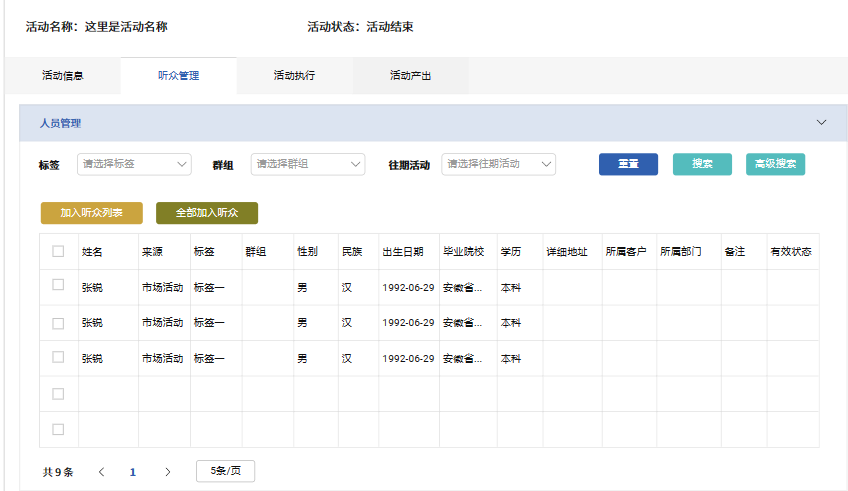 活动名称：这里是活动名称 活动状态：活动结束
活动信息 听众管理 活动执行 活动产出
人员管理
标签 请选择标签 群组 请选择群组 往期活动 请选择往期活动 重置 搜索 高级搜索
加入听众列表 全部加入听众
姓名 来源 标签 群组 性别 民族 出生日期 毕业院校 学历 详细地址 所属客户 所属部门 备注 有效状态
张锐 市场活动 标签一 男 汉 1992-06-29 安徽省... 本科
张锐 市场活动 标签一 男 汉 1992-06-29 安徽省... 本科
张锐 市场活动 标签一 男 汉 1992-06-29 安徽省... 本科
共9条 < 1 > 5条/页